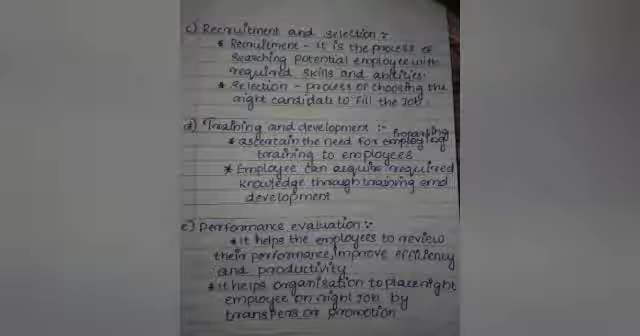 c) Recruitment and selection :
* Recruitment - it is the process of
searching potential employee with
required skills and abilities.
* Selection - process of choosing the
right candidate to fill the Job.
d) Training and development :-
imparting
* ascertain the need for employing
training to employees
* Employee can acquire required
knowledge through training and
development
e) Performance evaluation :-
* It helps the employees to review
their performance, improve efficiency
and productivity
* it helps organisation to place right
employee on right Job by
transfers or promotion